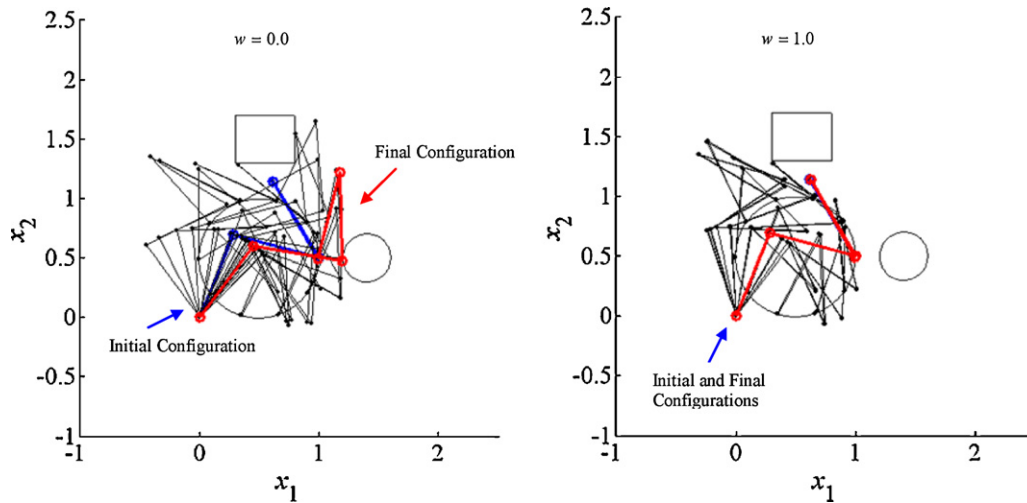 2.5
w = 0.0
2
1.5
Final Configuration
x2
1
0.5
0
Initial Configuration
-0.5
-1
-1
0
1
2
x1
2.5
w = 1.0
2
1.5
x2
1
0.5
0
-0.5
Initial and Final
Configurations
-1
-1
0
1
2
x1